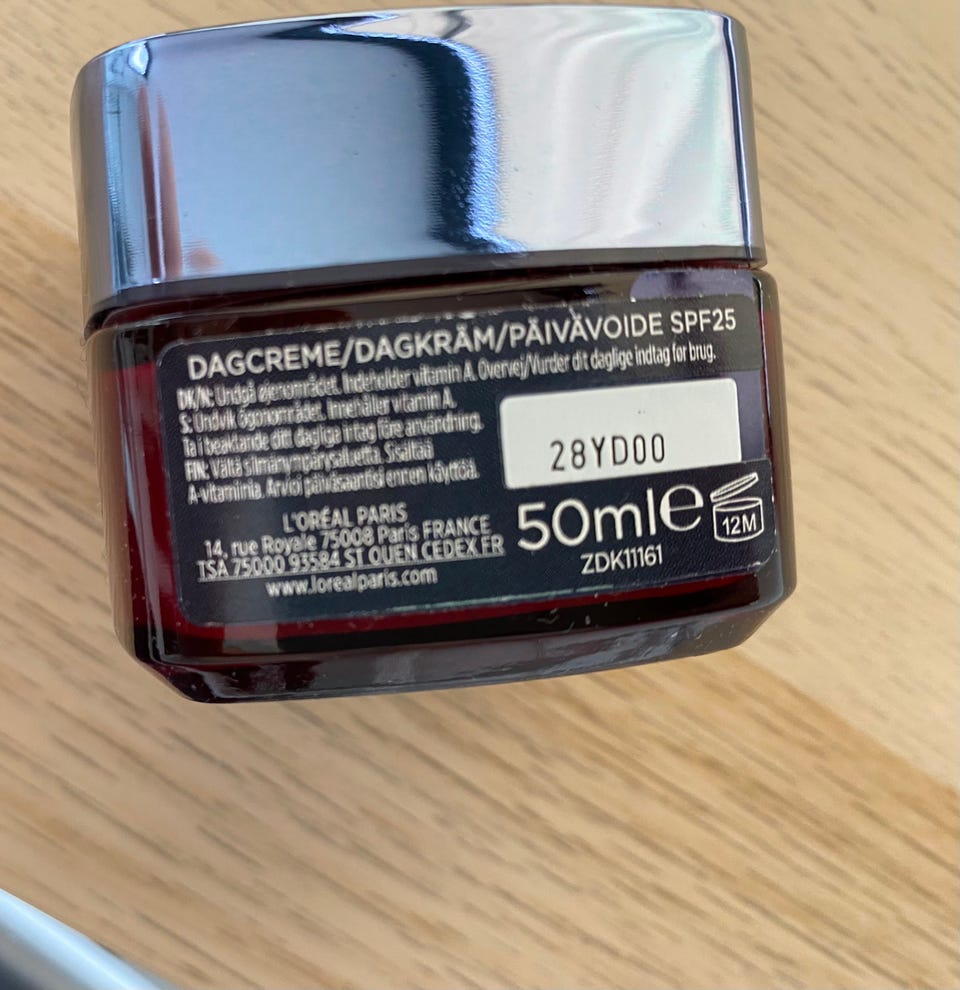 DAGCREME/DAGKRÄM/PÄIVÄVOIDE SPF25
DK/N: Undgå øjenområdet. Indeholder vitamin A. Overvej/Vurder dit daglige indtag før brug.
S: Undvik ögonområdet. Innehåller vitamin A.
Ta i beaktande ditt dagliga intag före användning.
FIN: Vältä silmänympärysaluetta. Sisältää
A-vitamiinia. Arvioi päiväsaantisi ennen käyttöä.
28YD00
L'ORÉAL PARIS
14, rue Royale 75008 Paris FRANCE
TSA 75000 93584 ST OUEN CEDEX FR
www.lorealparis.com
50ml℮
12M
ZDK11161